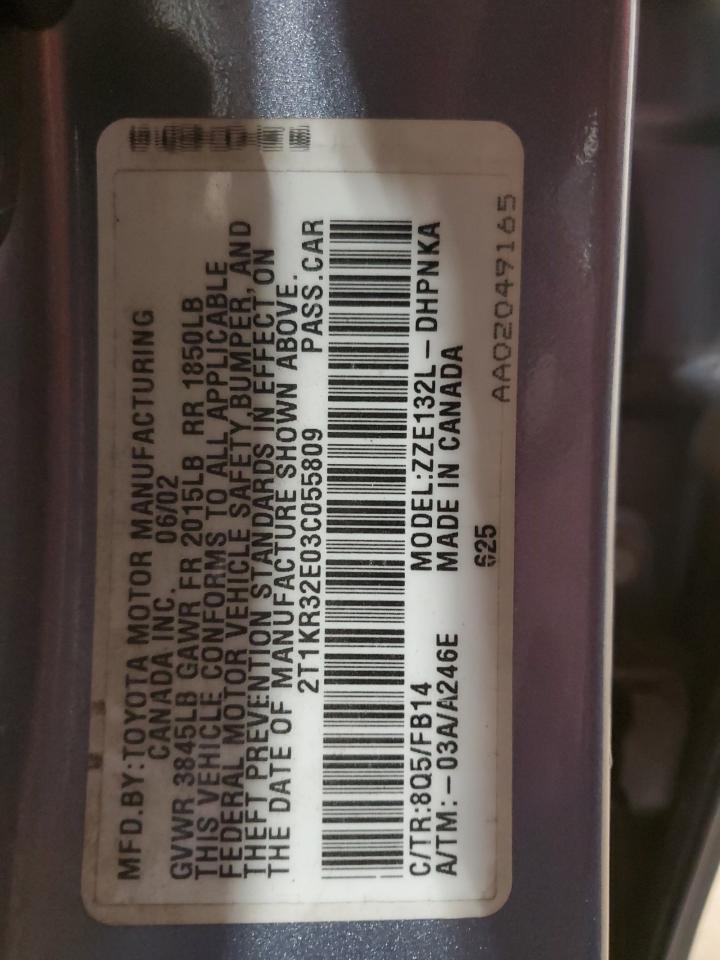 MFD.BY:TOYOTA MOTOR MANUFACTURING
CANADA INC. 06/02
GVWR 3845LB GAWR FR 2015LB RR 1850LB
THIS VEHICLE CONFORMS TO ALL APPLICABLE
FEDERAL MOTOR VEHICLE SAFETY,BUMPER, AND
THEFT PREVENTION STANDARDS IN EFFECT ON
THE DATE OF MANUFACTURE SHOWN ABOVE.
2T1KR32E03C055809 PASS.CAR
C/TR:8Q5/FB14 MODEL:ZZE132L-DHPNKA
A/TM:-03A/A246E MADE IN CANADA
625
AA02049165